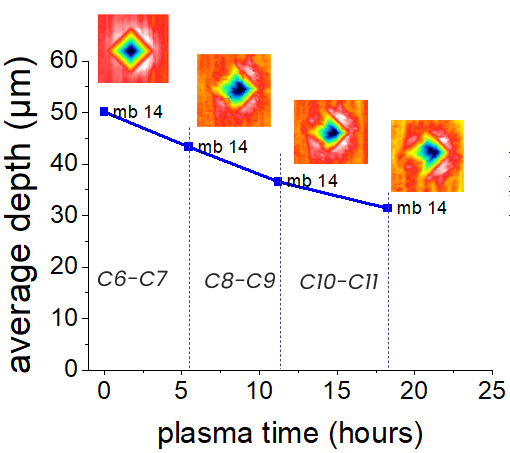 average depth (µm)
60
50
40
30
20
10
0
mb 14
mb 14
mb 14
mb 14
C6-C7
C8-C9
C10-C11
0
5
10
15
20
25
plasma time (hours)